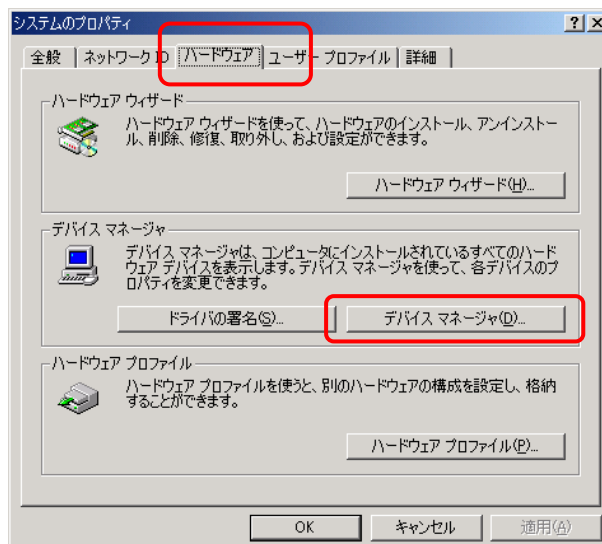 システムのプロパティ
全般 ネットワーク ID ハードウェア ユーザー プロファイル 詳細
ハードウェア ウィザード
ハードウェア ウィザードを使って、ハードウェアのインストール、アンインストー
ル、削除、修復、取り外し、および設定ができます。
ハードウェア ウィザード(H)...
デバイス マネージャ
デバイス マネージャは、コンピュータにインストールされているすべてのハード
ウェア デバイスを表示します。デバイス マネージャを使って、各デバイスのプ
ロパティを変更できます。
ドライバの署名(S)... デバイス マネージャ(D)...
ハードウェア プロファイル
ハードウェア プロファイルを使うと、別のハードウェアの構成を設定し、格納
することができます。
ハードウェア プロファイル(P)...
OK キャンセル 適用(A)